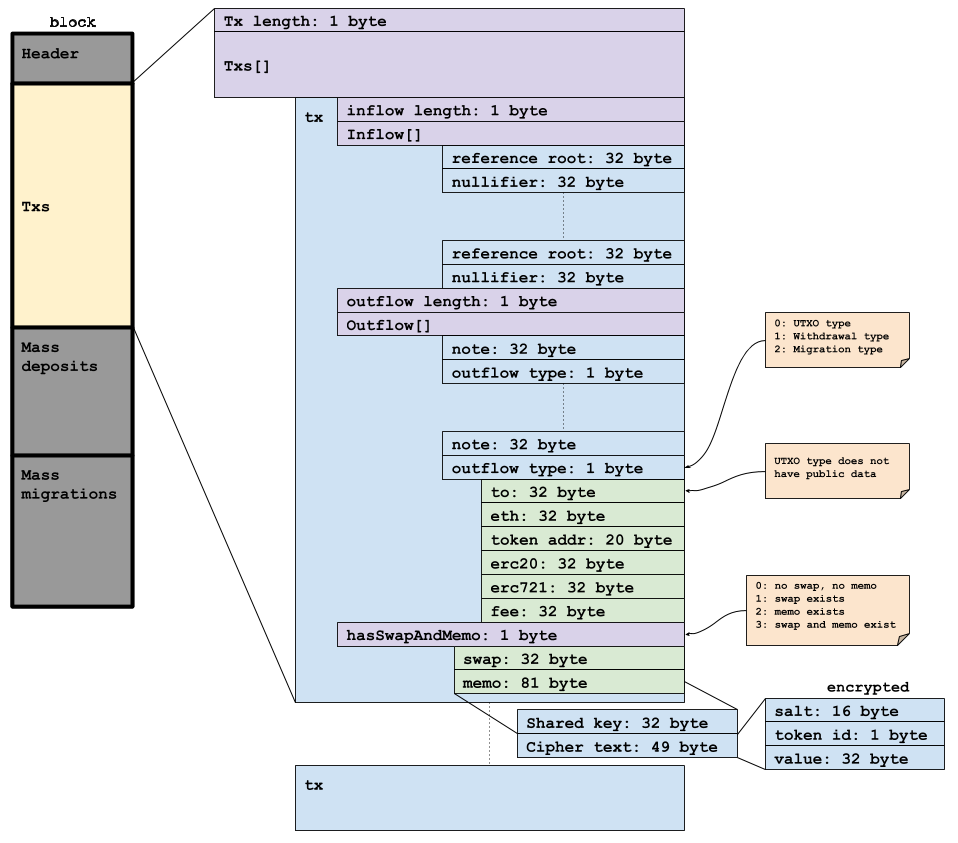 block
Header
Txs
Mass
deposits
Mass
migrations
Tx length: 1 byte
Txs[]
tx
inflow length: 1 byte
Inflow[]
reference root: 32 byte
nullifier: 32 byte
reference root: 32 byte
nullifier: 32 byte
outflow length: 1 byte
Outflow[]
note: 32 byte
outflow type: 1 byte
note: 32 byte
outflow type: 1 byte
to: 32 byte
eth: 32 byte
token addr: 20 byte
erc20: 32 byte
erc721: 32 byte
fee: 32 byte
hasSwapAndMemo: 1 byte
swap: 32 byte
memo: 81 byte
Shared key: 32 byte
Cipher text: 49 byte
tx
0: UTXO type
1: Withdrawal type
2: Migration type
UTXO type does not
have public data
0: no swap, no memo
1: swap exists
2: memo exists
3: swap and memo exist
encrypted
salt: 16 byte
token id: 1 byte
value: 32 byte